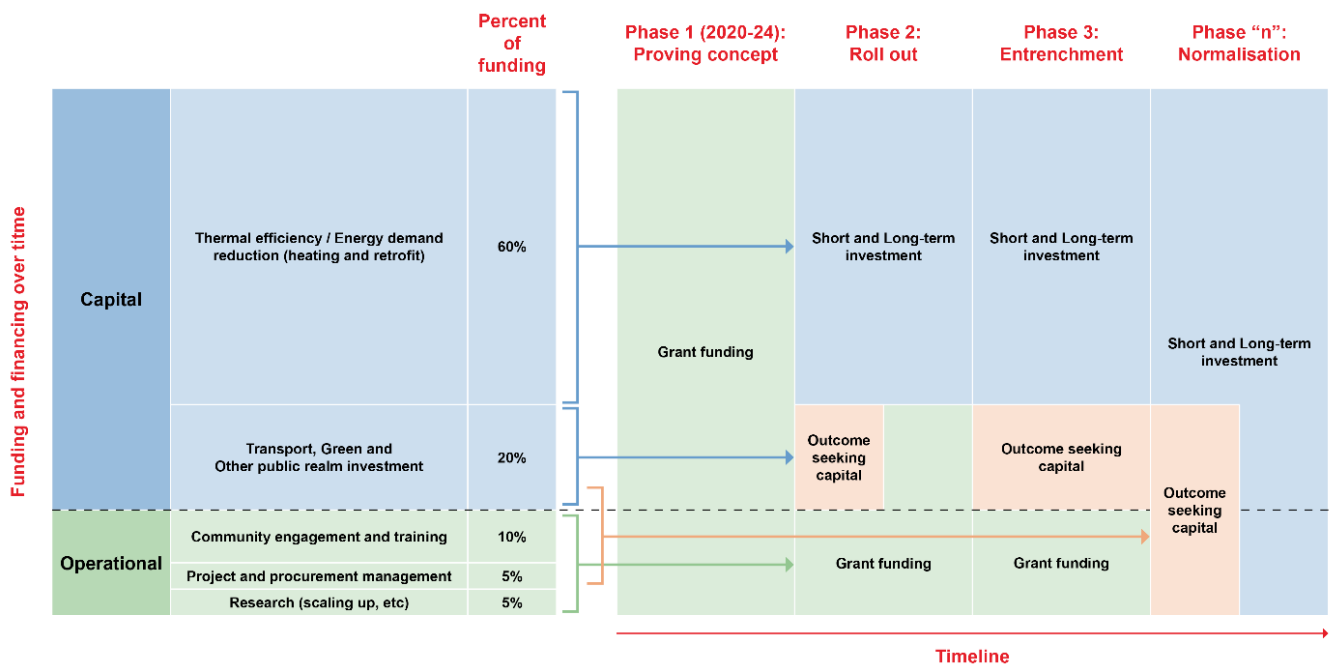 Percent
of
funding
Phase 1 (2020-24):
Proving concept
Phase 2:
Roll out
Phase 3:
Entrenchment
Phase “n”:
Normalisation
Funding and financing over titme
Capital
Thermal efficiency / Energy demand
reduction (heating and retrofit)
60%
Transport, Green and
Other public realm investment
20%
Operational
Community engagement and training
10%
Project and procurement management
5%
Research (scaling up, etc)
5%
Grant funding
Short and Long-term
investment
Outcome
seeking
capital
Grant funding
Short and Long-term
investment
Outcome seeking
capital
Grant funding
Short and Long-term
investment
Outcome
seeking
capital
Timeline